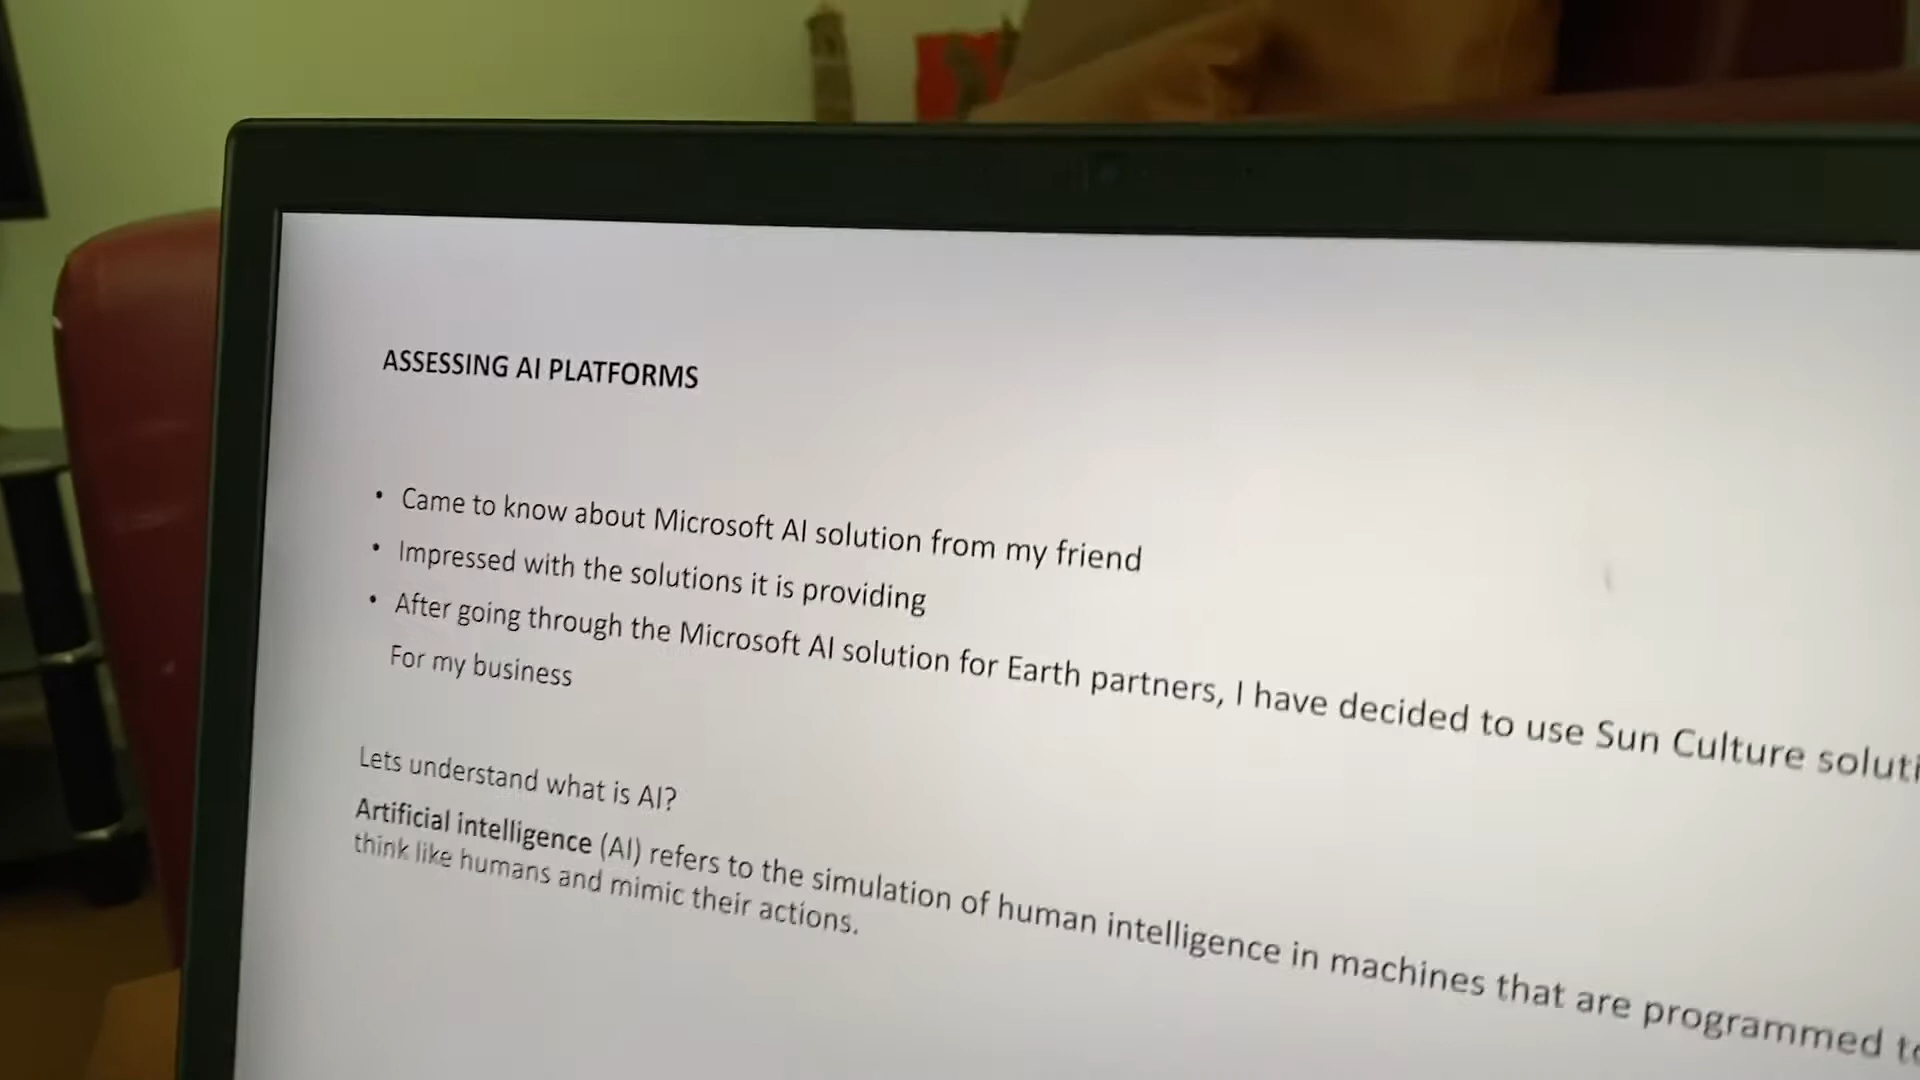 ASSESSING AI PLATFORMS
• Came to know about Microsoft AI solution from my friend
• Impressed with the solutions it is providing
• After going through the Microsoft AI solution for Earth partners, I have decided to use Sun Culture soluti
For my business
Lets understand what is AI?
Artificial intelligence (AI) refers to the simulation of human intelligence in machines that are programmed to
think like humans and mimic their actions.